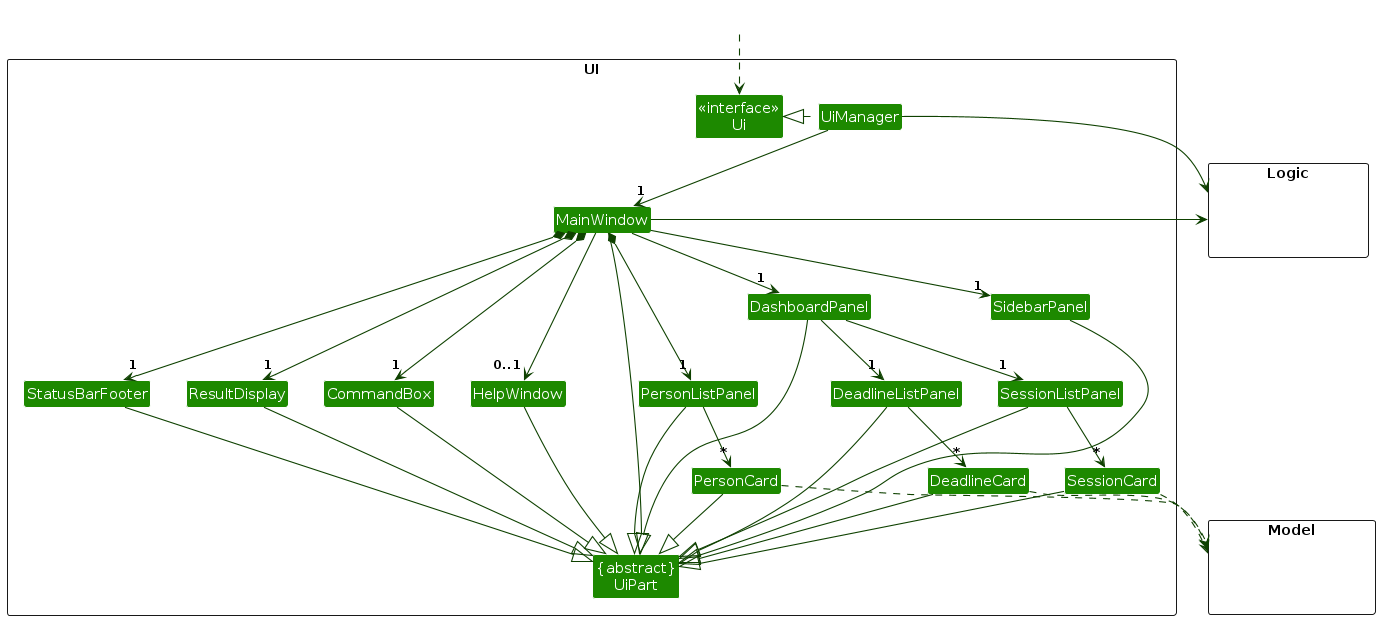 UI
«interface»
Ui
UiManager
Logic
1
MainWindow
1
DashboardPanel
1
SidebarPanel
1
StatusBarFooter
1
ResultDisplay
1
CommandBox
0..1
HelpWindow
1
PersonListPanel
1
DeadlineListPanel
1
SessionListPanel
*
PersonCard
*
DeadlineCard
*
SessionCard
Model
{abstract}
UiPart